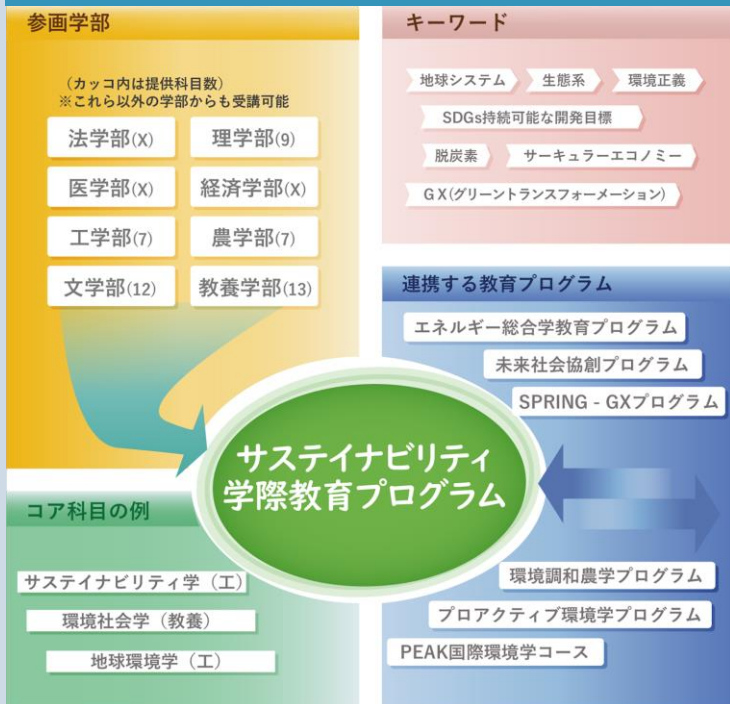 参画学部
(カッコ内は提供科目数)
※これら以外の学部からも受講可能
法学部(X)
理学部(9)
医学部(X)
経済学部(X)
工学部(7)
農学部(7)
文学部(12)
教養学部(13)
キーワード
地球システム
生態系
環境正義
SDGs持続可能な開発目標
脱炭素
サーキュラーエコノミー
GX(グリーントランスフォーメーション)
連携する教育プログラム
エネルギー総合学教育プログラム
未来社会協創プログラム
SPRING - GXプログラム
サステイナビリティ
学際教育プログラム
コア科目の例
サステイナビリティ学(工)
環境社会学(教養)
地球環境学(工)
環境調和農学プログラム
プロアクティブ環境学プログラム
PEAK国際環境学コース